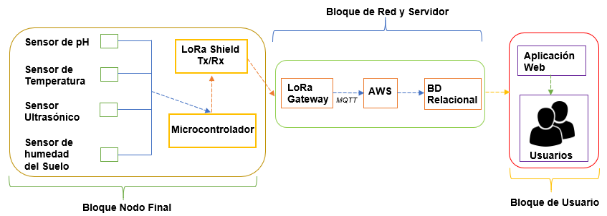 Bloque de Red y Servidor
Sensor de pH
Sensor de
Temperatura
Sensor
Ultrasónico
Sensor de
humedad
del Suelo
LoRa Shield
Tx/Rx
Microcontrolador
LoRa
Gateway
MQTT
AWS
BD
Relacional
Aplicación
Web
Usuarios
Bloque Nodo Final
Bloque de Usuario